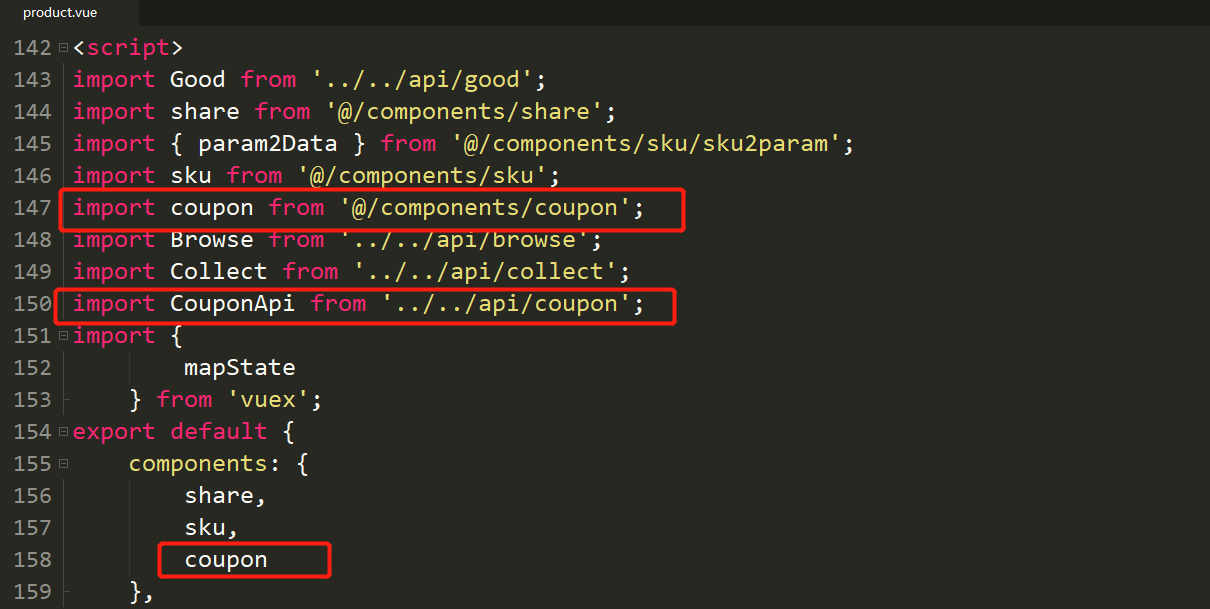 product.vue
142 <script>
143 import Good from '../../api/good';
144 import share from '@/components/share';
145 import { param2Data } from '@/components/sku/sku2param';
146 import sku from '@/components/sku';
147 import coupon from '@/components/coupon';
148 import Browse from '../../api/browse';
149 import Collect from '../../api/collect';
150 import CouponApi from '../../api/coupon';
151 import {
152 mapState
153 } from 'vuex';
154 export default {
155 components: {
156 share,
157 sku,
158 coupon
159 },